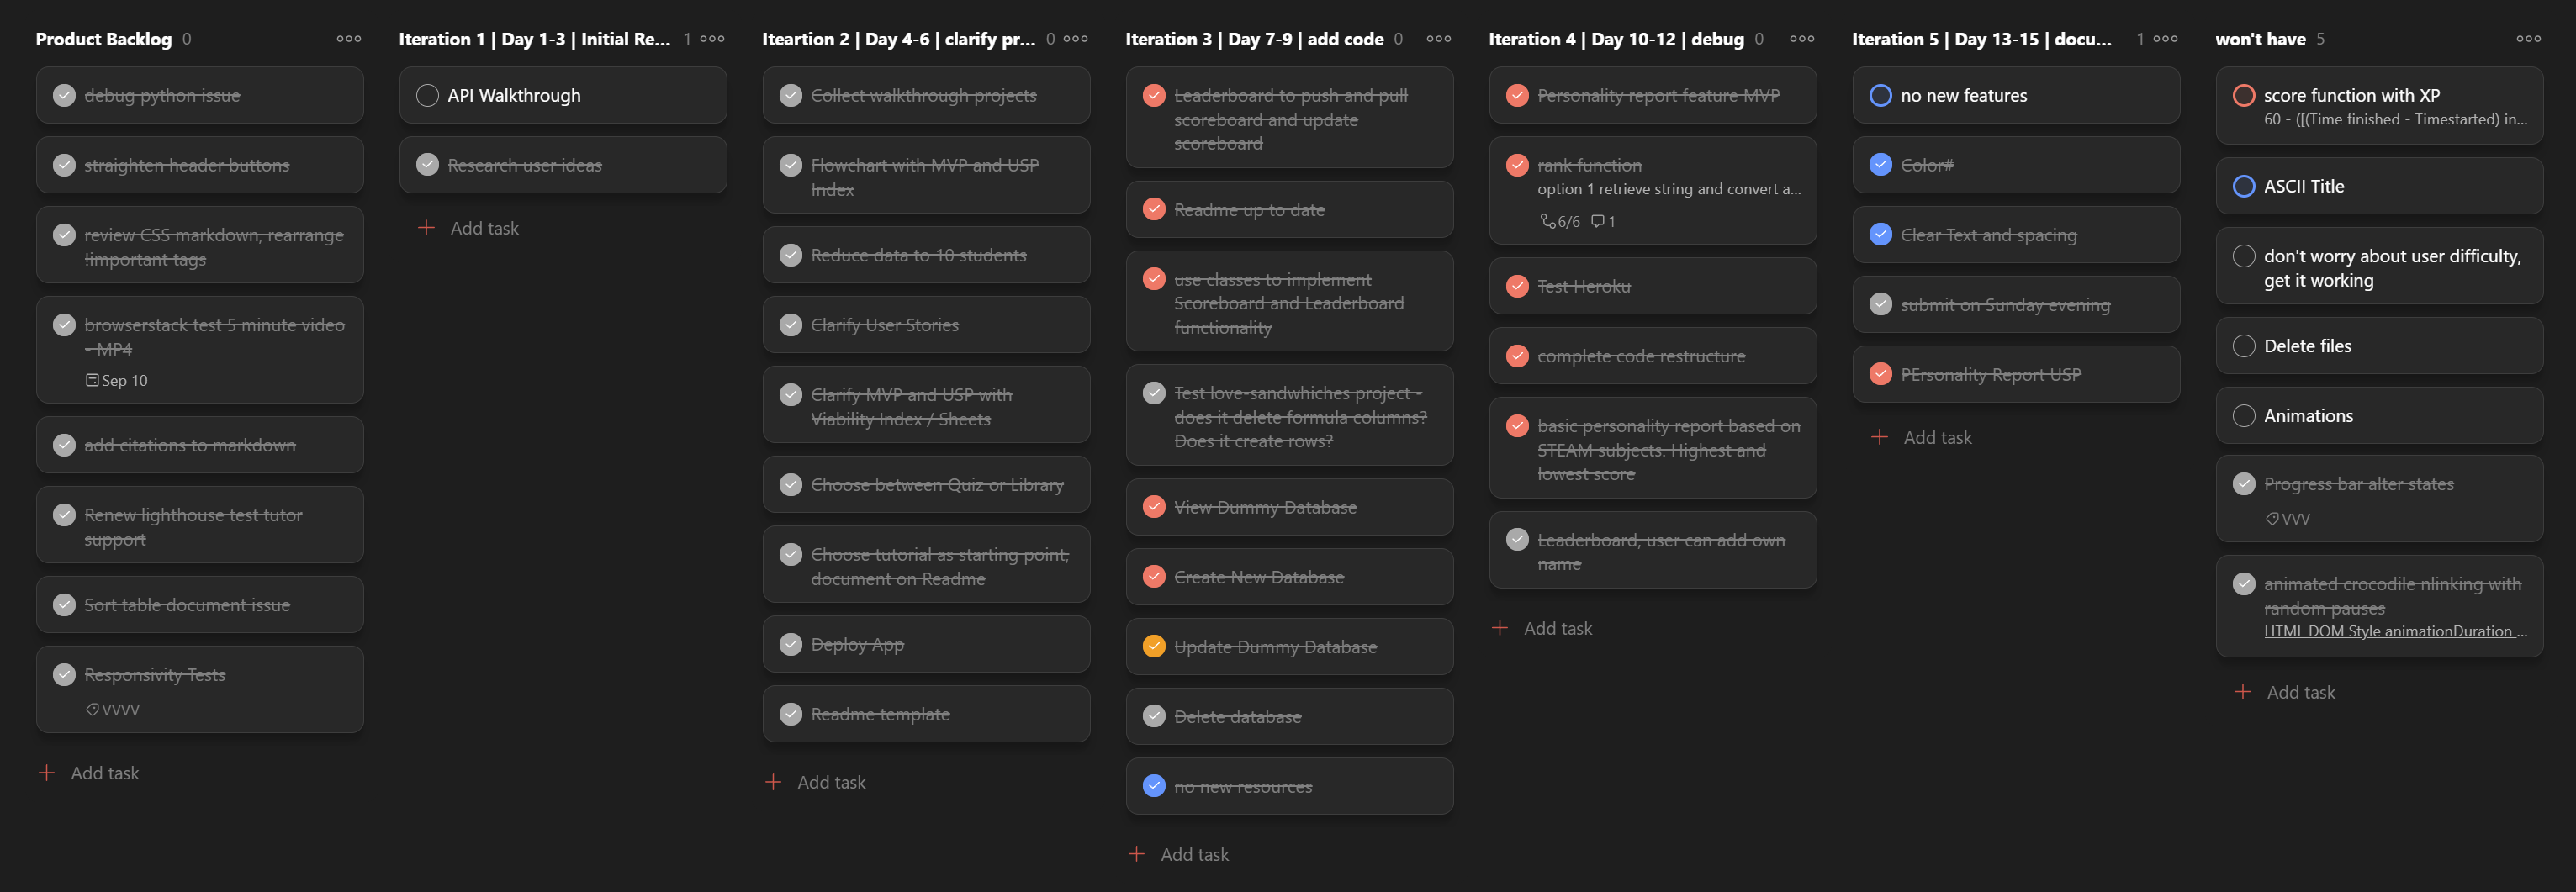 Product Backlog 0
debug python issue
straighten header buttons
review CSS markdown, rearrange
!important tags
browserstack test 5 minute video
- MP4
Sep 10
add citations to markdown
Renew lighthouse test tutor
support
Sort table document issue
Responsivity Tests
VVVV
Add task
Iteration 1 | Day 1-3 | Initial Re... 1
API Walkthrough
Research user ideas
Add task
Iteartion 2 | Day 4-6 | clarify pr... 0
Collect walkthrough projects
Flowchart with MVP and USP
Index
Reduce data to 10 students
Clarify User Stories
Clarify MVP and USP with
Viability Index / Sheets
Choose between Quiz or Library
Choose tutorial as starting point,
document on Readme
Deploy App
Readme template
Add task
Iteration 3 | Day 7-9 | add code 0
Leaderboard to push and pull
scoreboard and update
scoreboard
Readme up to date
use classes to implement
Scoreboard and Leaderboard
functionality
Test love-sandwhiches project -
does it delete formula columns?
Does it create rows?
View Dummy Database
Create New Database
Update Dummy Database
Delete database
no new resources
Add task
Iteration 4 | Day 10-12 | debug 0
Personality report feature MVP
rank function
option 1 retrieve string and convert a...
6/6 1
Test Heroku
complete code restructure
basic personality report based on
STEAM subjects. Highest and
lowest score
Leaderboard, user can add own
name
Add task
Iteration 5 | Day 13-15 | docu... 1
no new features
Color#
Clear Text and spacing
submit on Sunday evening
PErsonality Report USP
Add task
won't have 5
score function with XP
60 - ([(Time finished - Timestarted) in...
ASCII Title
don't worry about user difficulty,
get it working
Delete files
Animations
Progress bar alter states
VVV
animated crocodile nlinking with
random pauses
HTML DOM Style animationDuration ...
Add task